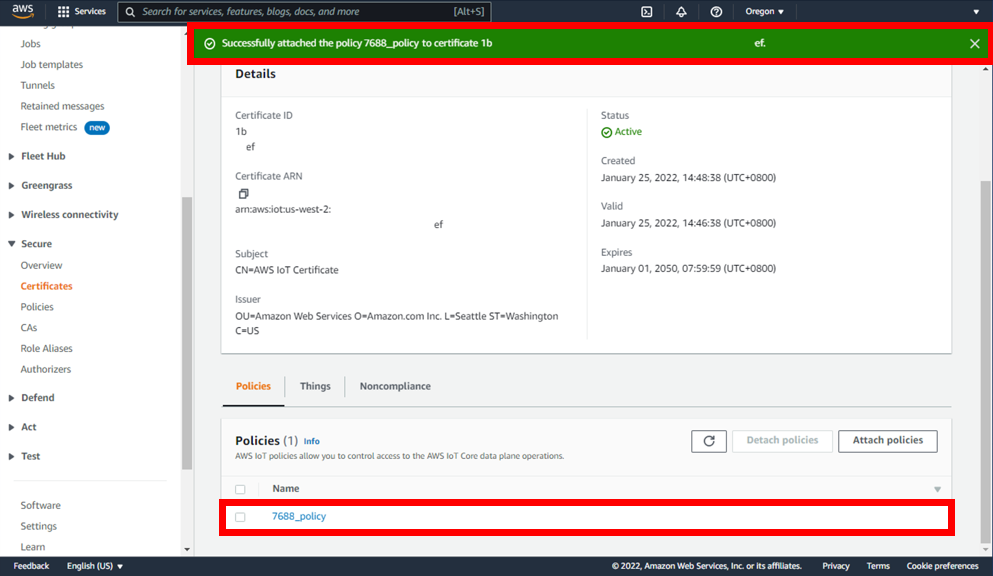 aws
Services
Search for services, features, blogs, docs, and more
[Alt+S]
Oregon
Jobs
Job templates
Tunnels
Retained messages
Fleet metrics new
Fleet Hub
Greengrass
Wireless connectivity
Secure
Overview
Certificates
Policies
CAs
Role Aliases
Authorizers
Defend
Act
Test
Software
Settings
Learn
Successfully attached the policy 7688_policy to certificate 1b ef.
Details
Certificate ID
1b
ef
Certificate ARN
arn:aws:iot:us-west-2:
ef
Subject
CN=AWS IoT Certificate
Issuer
OU=Amazon Web Services O=Amazon.com Inc. L=Seattle ST=Washington
C=US
Status
Active
Created
January 25, 2022, 14:48:38 (UTC+0800)
Valid
January 25, 2022, 14:46:38 (UTC+0800)
Expires
January 01, 2050, 07:59:59 (UTC+0800)
Policies
Things
Noncompliance
Policies (1) Info
AWS IoT policies allow you to control access to the AWS IoT Core data plane operations.
Detach policies
Attach policies
Name
7688_policy
Feedback
English (US)
© 2022, Amazon Web Services, Inc. or its affiliates.
Privacy
Terms
Cookie preferences